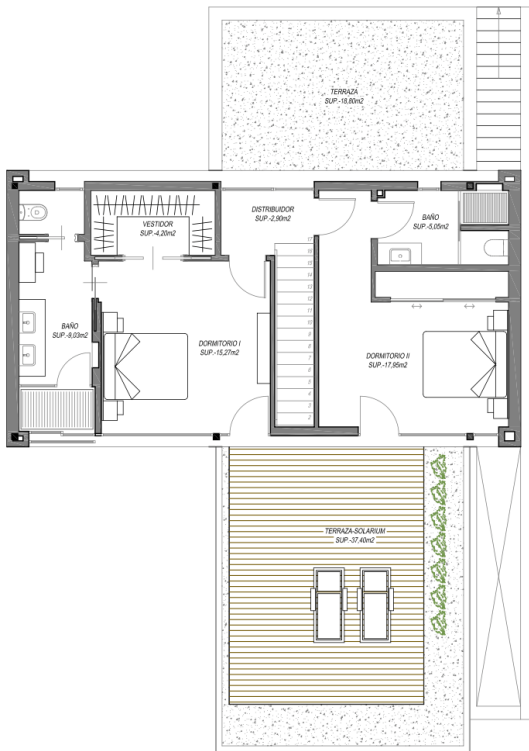 TERRAZA
SUP.-18,80m2
DISTRIBUIDOR
SUP.-2,90m2
VESTIDOR
SUP.-4,20m2
BAÑO
SUP.-5,05m2
BAÑO
SUP.-9,03m2
DORMITORIO I
SUP.-15,27m2
DORMITORIO II
SUP.-17,95m2
TERRAZA-SOLARIUM
SUP.-37,40m2